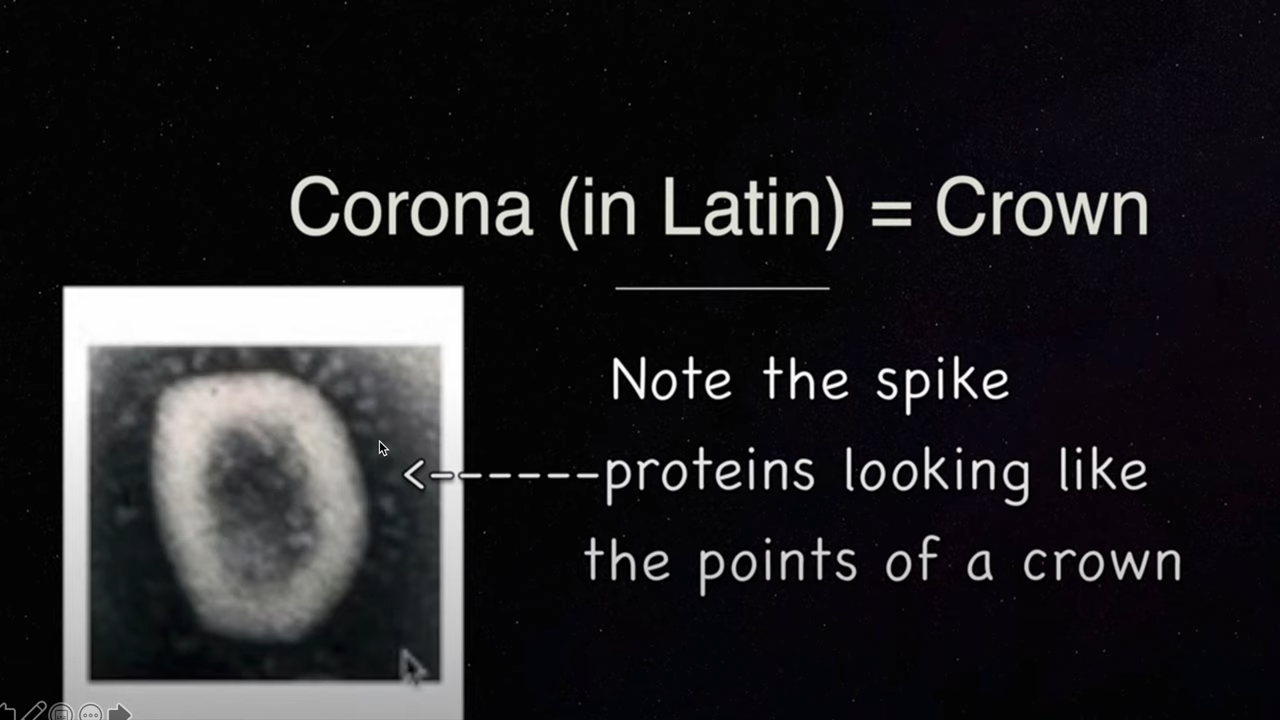 Corona (in Latin) = Crown
Note the spike
proteins looking like
the points of a crown